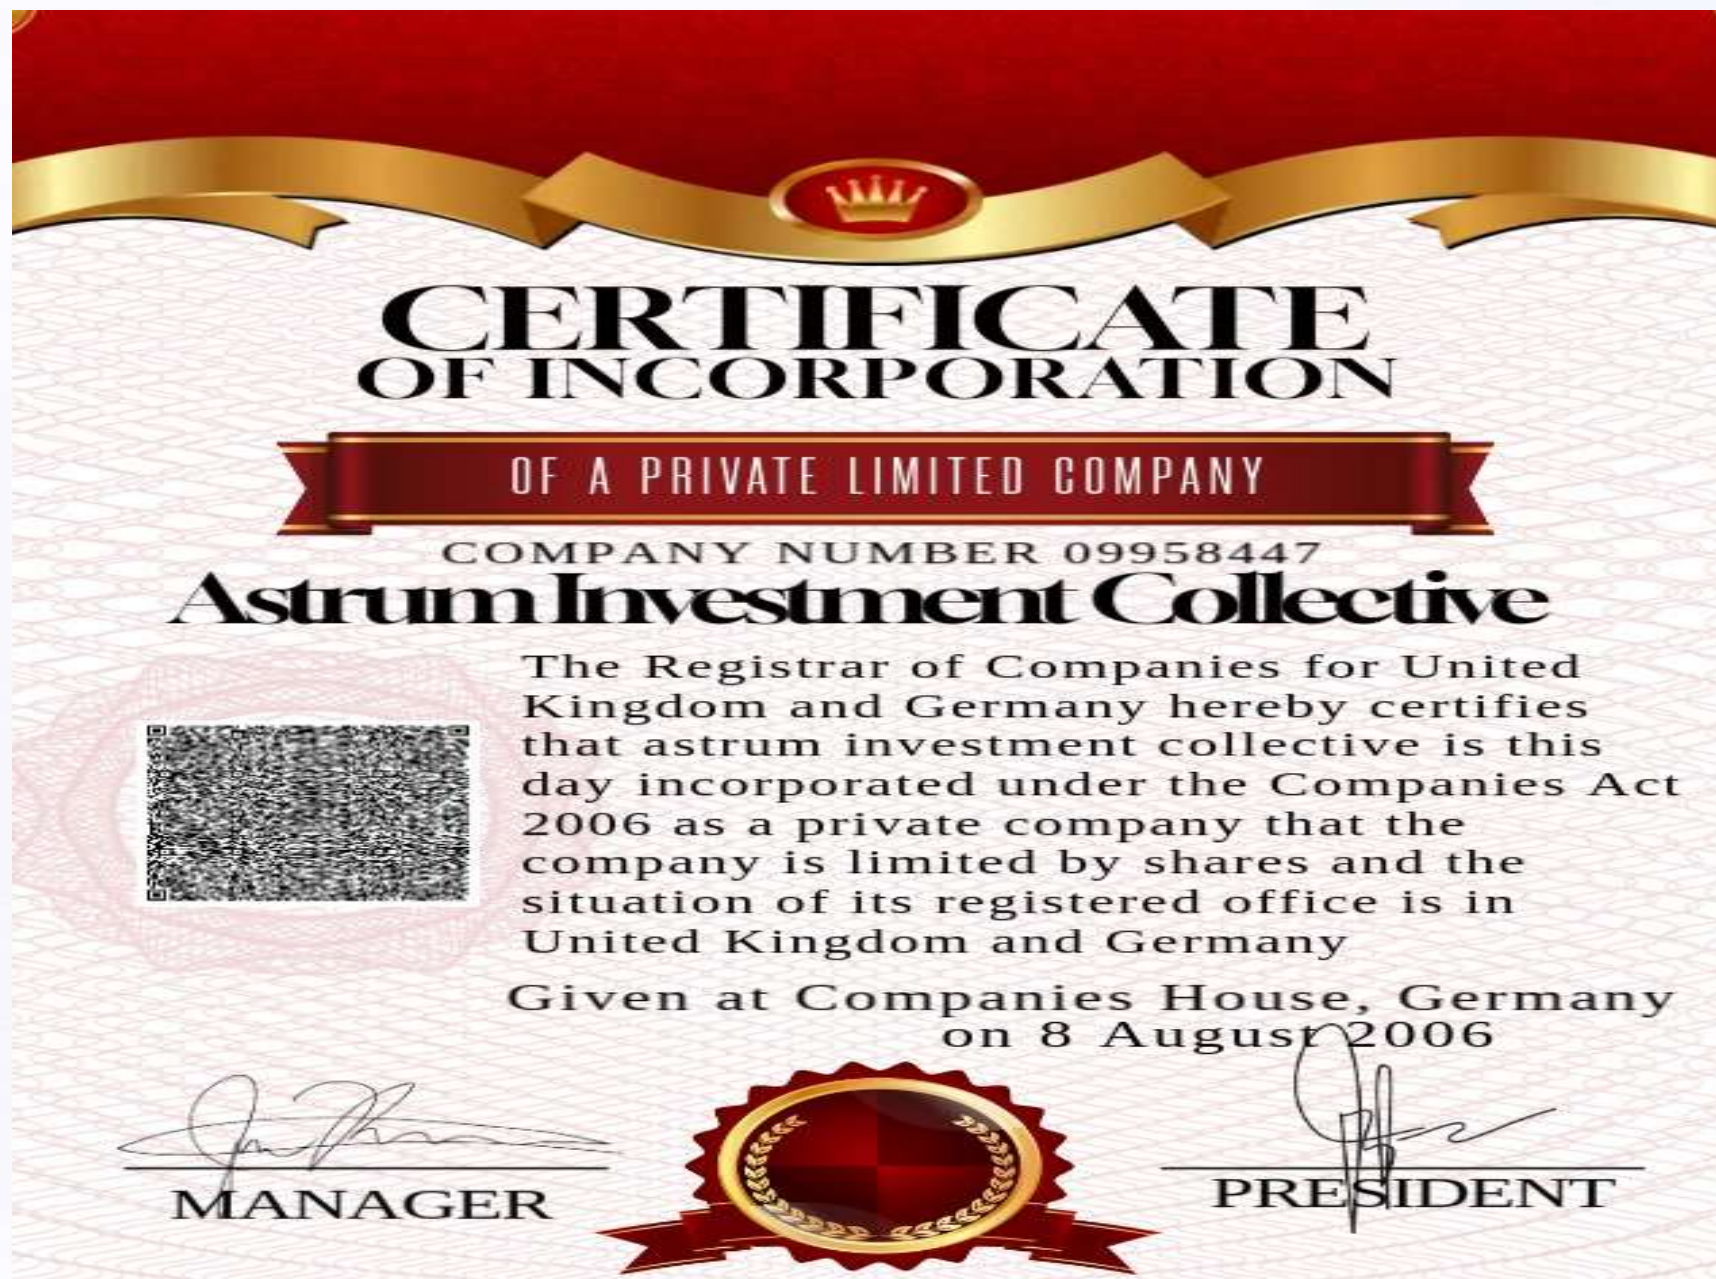 CERTIFICATE
OF INCORPORATION
OF A PRIVATE LIMITED COMPANY
COMPANY NUMBER 09958447
Astrum Investment Collective
The Registrar of Companies for United
Kingdom and Germany hereby certifies
that astrum investment collective is this
day incorporated under the Companies Act
2006 as a private company that the
company is limited by shares and the
situation of its registered office is in
United Kingdom and Germany
Given at Companies House, Germany
on 8 August 2006
MANAGER
PRESIDENT